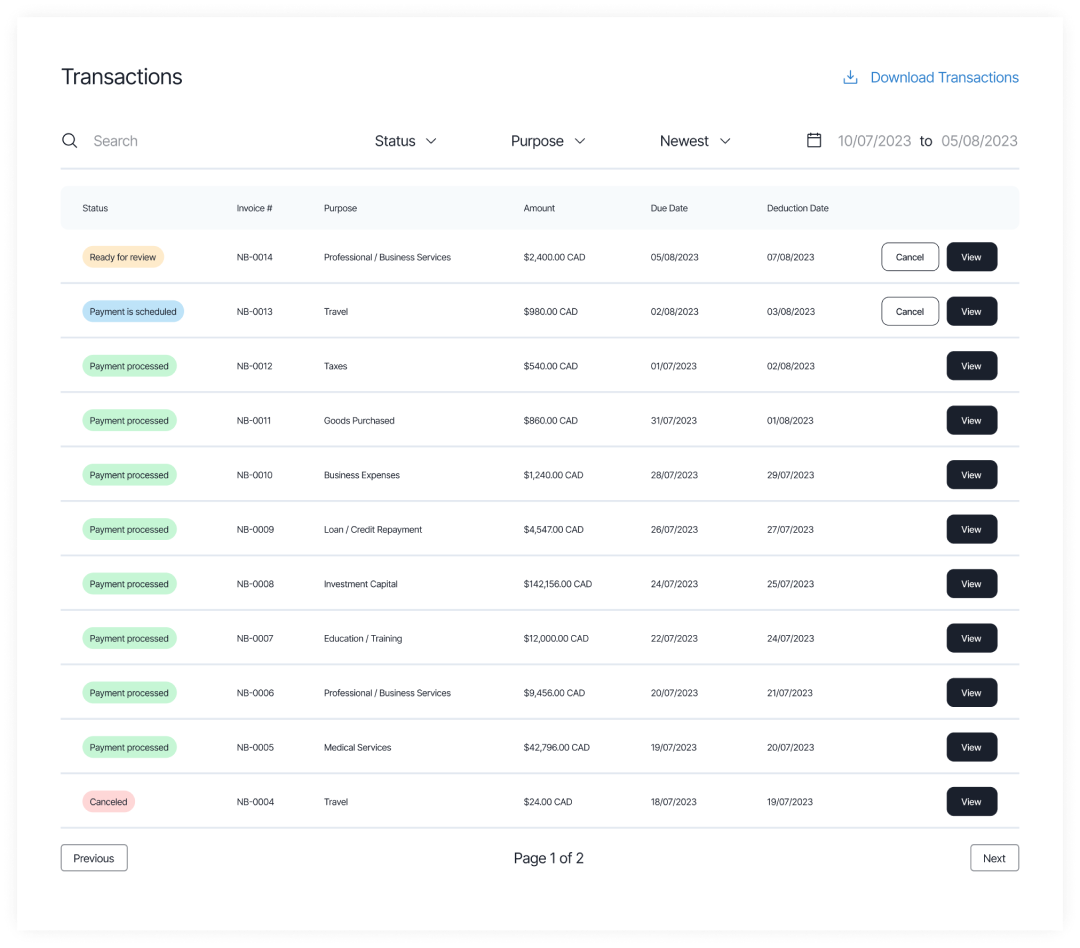 Transactions Download Transactions
Search Status Purpose Newest 10/07/2023 to 05/08/2023
Status Invoice # Purpose Amount Due Date Deduction Date
Ready for review NB-0014 Professional / Business Services $2,400.00 CAD 05/08/2023 07/08/2023 Cancel View
Payment is scheduled NB-0013 Travel $980.00 CAD 02/08/2023 03/08/2023 Cancel View
Payment processed NB-0012 Taxes $540.00 CAD 01/07/2023 02/08/2023 View
Payment processed NB-0011 Goods Purchased $860.00 CAD 31/07/2023 01/08/2023 View
Payment processed NB-0010 Business Expenses $1,240.00 CAD 28/07/2023 29/07/2023 View
Payment processed NB-0009 Loan / Credit Repayment $4,547.00 CAD 26/07/2023 27/07/2023 View
Payment processed NB-0008 Investment Capital $142,156.00 CAD 24/07/2023 25/07/2023 View
Payment processed NB-0007 Education / Training $12,000.00 CAD 22/07/2023 24/07/2023 View
Payment processed NB-0006 Professional / Business Services $9,456.00 CAD 20/07/2023 21/07/2023 View
Payment processed NB-0005 Medical Services $42,796.00 CAD 19/07/2023 20/07/2023 View
Canceled NB-0004 Travel $24.00 CAD 18/07/2023 19/07/2023 View
Previous Page 1 of 2 Next